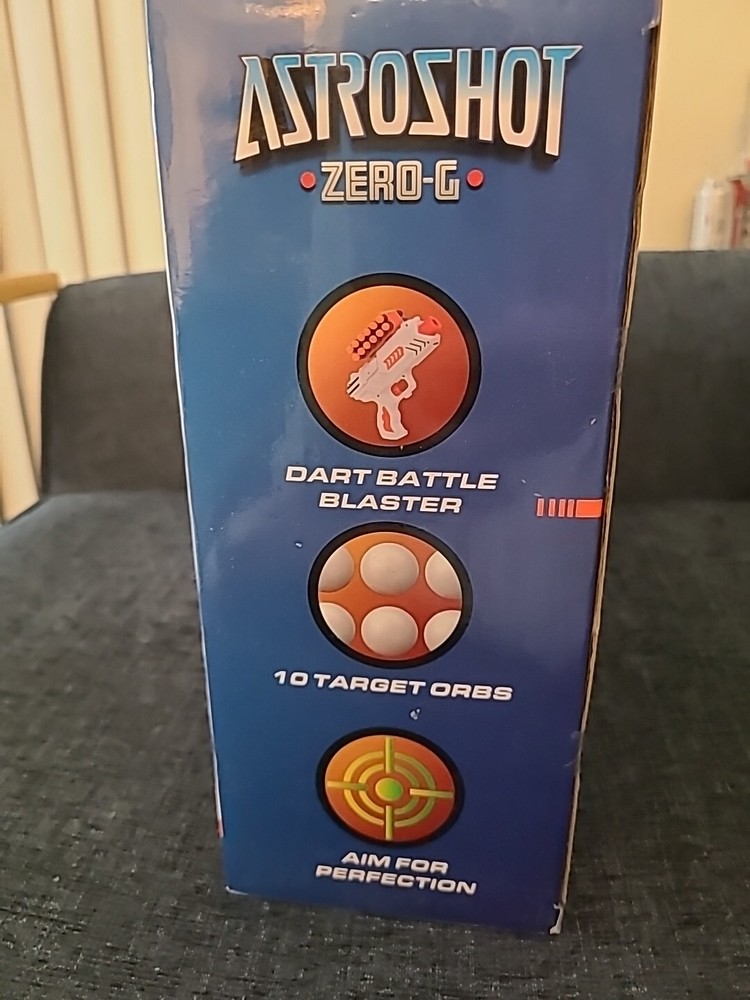 ASTROSHOT
ZERO-G
DART BATTLE
BLASTER
10 TARGET ORBS
AIM FOR
PERFECTION